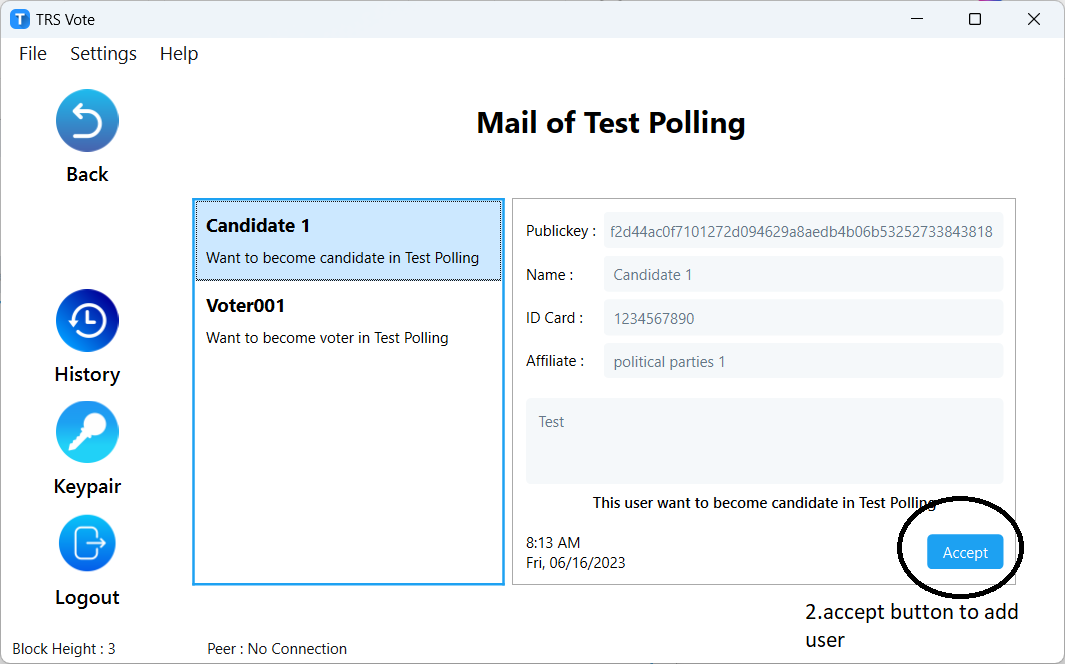 TRS Vote
File Settings Help
Back
History
Keypair
Logout
Mail of Test Polling
Candidate 1
Want to become candidate in Test Polling
Voter001
Want to become voter in Test Polling
Publickey : f2d44ac0f7101272d094629a8aedb4b06b53252733843818
Name : Candidate 1
ID Card : 1234567890
Affiliate : political parties 1
Test
This user want to become candidate in Test Polling
8:13 AM
Fri, 06/16/2023
Accept
2.accept button to add
user
Block Height : 3 Peer : No Connection